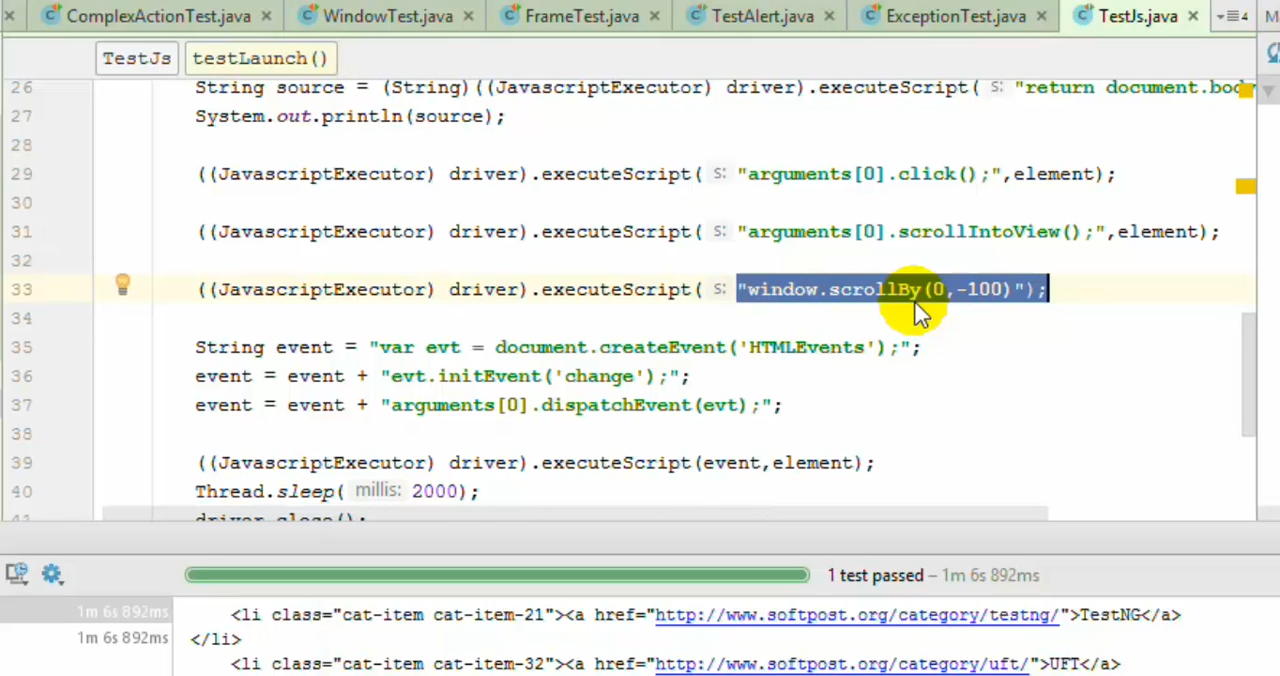 ComplexActionTest.java × WindowTest.java × FrameTest.java × TestAlert.java × ExceptionTest.java × TestJs.java × 4 M
TestJs testLaunch()
26 String source = (String)((JavascriptExecutor) driver).executeScript( s: "return document.body
27 System.out.println(source);
28
29 ((JavascriptExecutor) driver).executeScript( s: "arguments[0].click();",element);
30
31 ((JavascriptExecutor) driver).executeScript( s: "arguments[0].scrollIntoView();",element);
32
33 ((JavascriptExecutor) driver).executeScript( s: "window.scrollBy(0,-100)");
34
35 String event = "var evt = document.createEvent('HTMLEvents');";
36 event = event + "evt.initEvent('change');";
37 event = event + "arguments[0].dispatchEvent(evt);";
38
39 ((JavascriptExecutor) driver).executeScript(event,element);
40 Thread.sleep( millis: 2000);
41 driver.close();
1 test passed – 1m 6s 892ms
1m 6s 892ms <li class="cat-item cat-item-21"><a href="http://www.softpost.org/category/testng/">TestNG</a>
1m 6s 892ms </li>
<li class="cat-item cat-item-32"><a href="http://www.softpost.org/category/uft/">UFT</a>